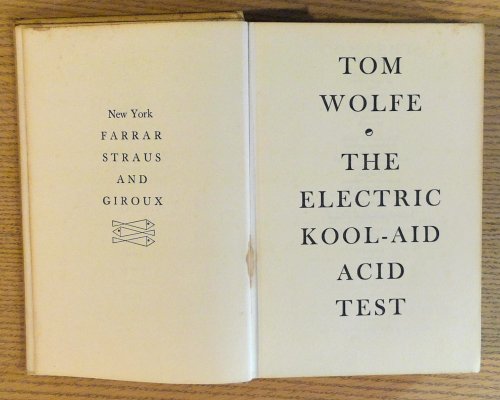 New York
FARRAR
STRAUS
AND
GIROUX
TOM
WOLFE
THE
ELECTRIC
KOOL-AID
ACID
TEST